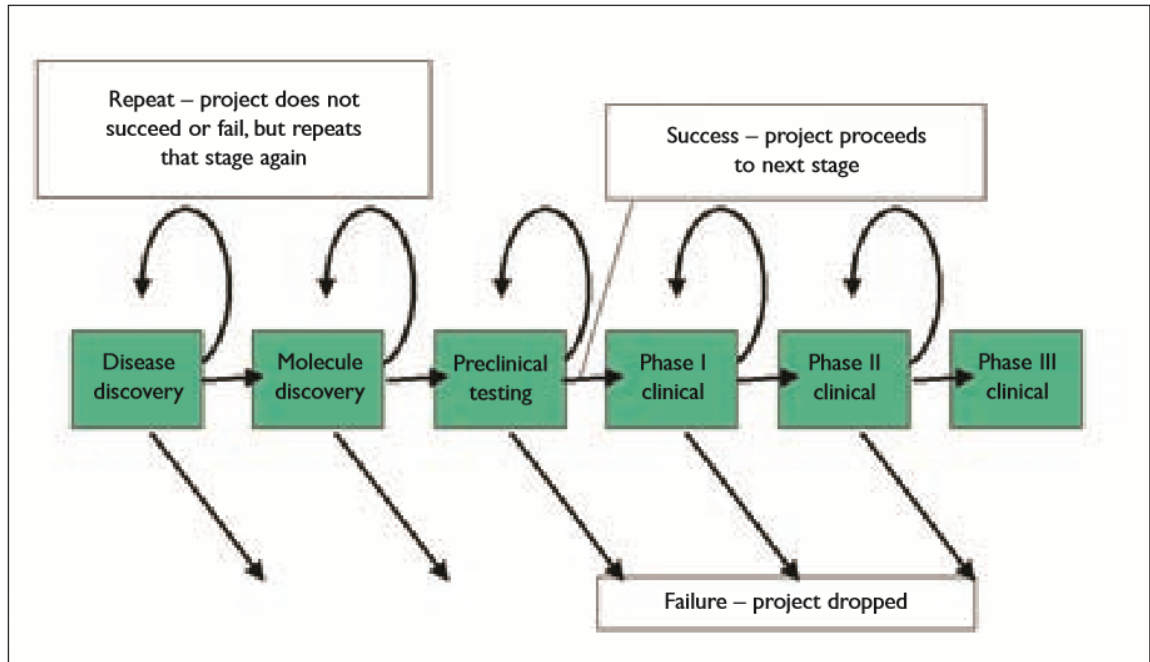 Repeat – project does not
succeed or fail, but repeats
that stage again
Success – project proceeds
to next stage
Disease
discovery
Molecule
discovery
Preclinical
testing
Phase I
clinical
Phase II
clinical
Phase III
clinical
Failure – project dropped